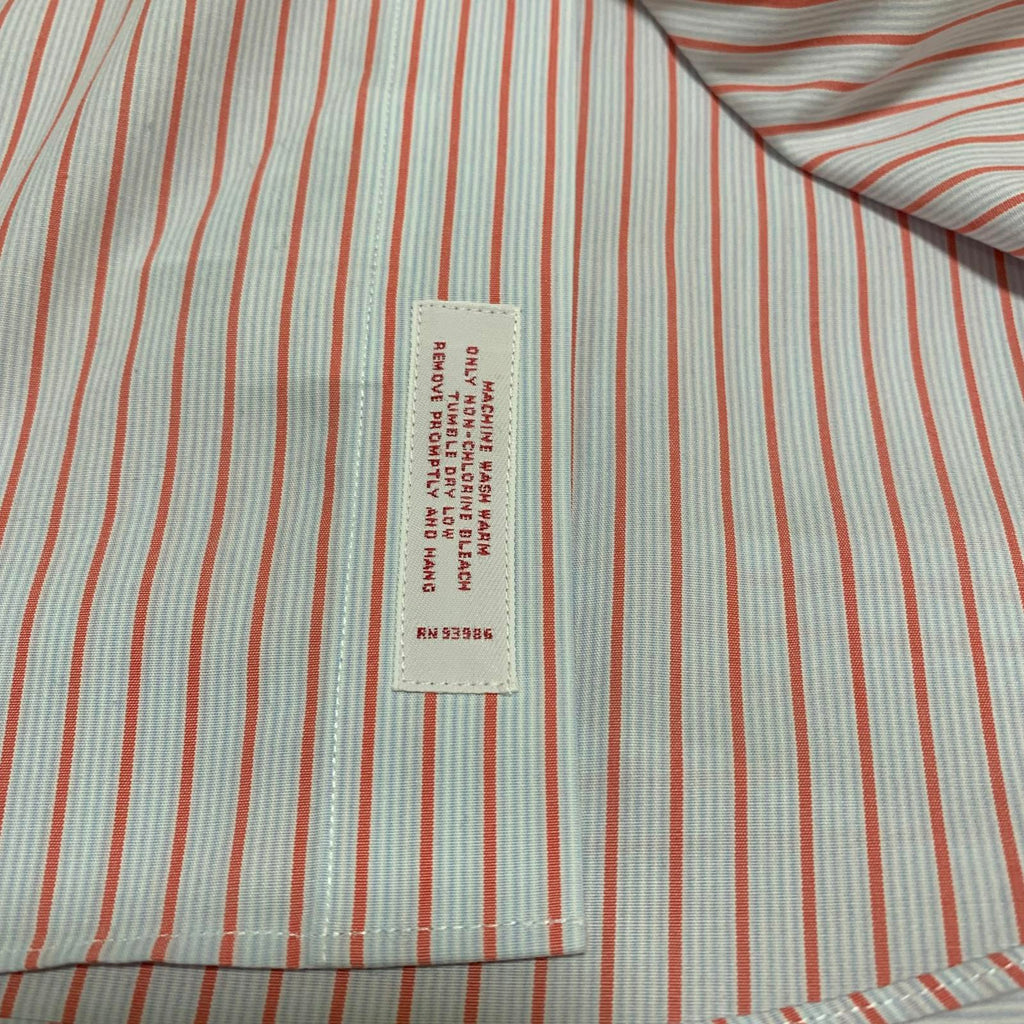 MACHINE WASH WARM
ONLY NON-CHLORINE BLEACH
TUMBLE DRY LOW
REMOVE PROMPTLY AND HANG
RN 93986